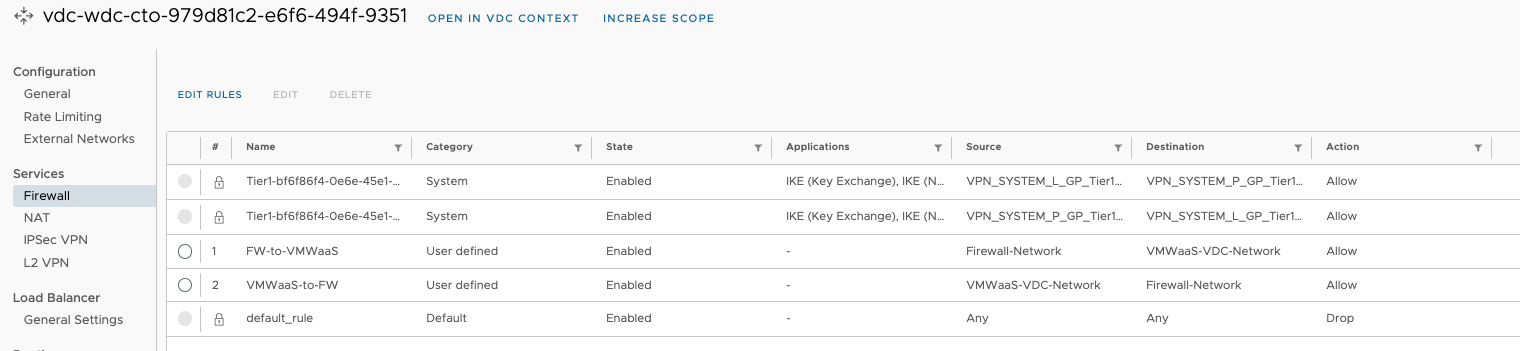 vdc-wdc-cto-979d81c2-e6f6-494f-9351 OPEN IN VDC CONTEXT INCREASE SCOPE
Configuration
General
Rate Limiting
External Networks
Services
Firewall
NAT
IPSec VPN
L2 VPN
Load Balancer
General Settings
EDIT RULES EDIT DELETE
# Name Category State Applications Source Destination Action
Tier1-bf6f86f4-0e6e-45e1-... System Enabled IKE (Key Exchange), IKE (N... VPN_SYSTEM_L_GP_Tier1... VPN_SYSTEM_P_GP_Tier1... Allow
Tier1-bf6f86f4-0e6e-45e1-... System Enabled IKE (Key Exchange), IKE (N... VPN_SYSTEM_P_GP_Tier1... VPN_SYSTEM_L_GP_Tier1... Allow
1 FW-to-VMWaaS User defined Enabled - Firewall-Network VMWaaS-VDC-Network Allow
2 VMWaaS-to-FW User defined Enabled - VMWaaS-VDC-Network Firewall-Network Allow
default_rule Default Enabled - Any Any Drop